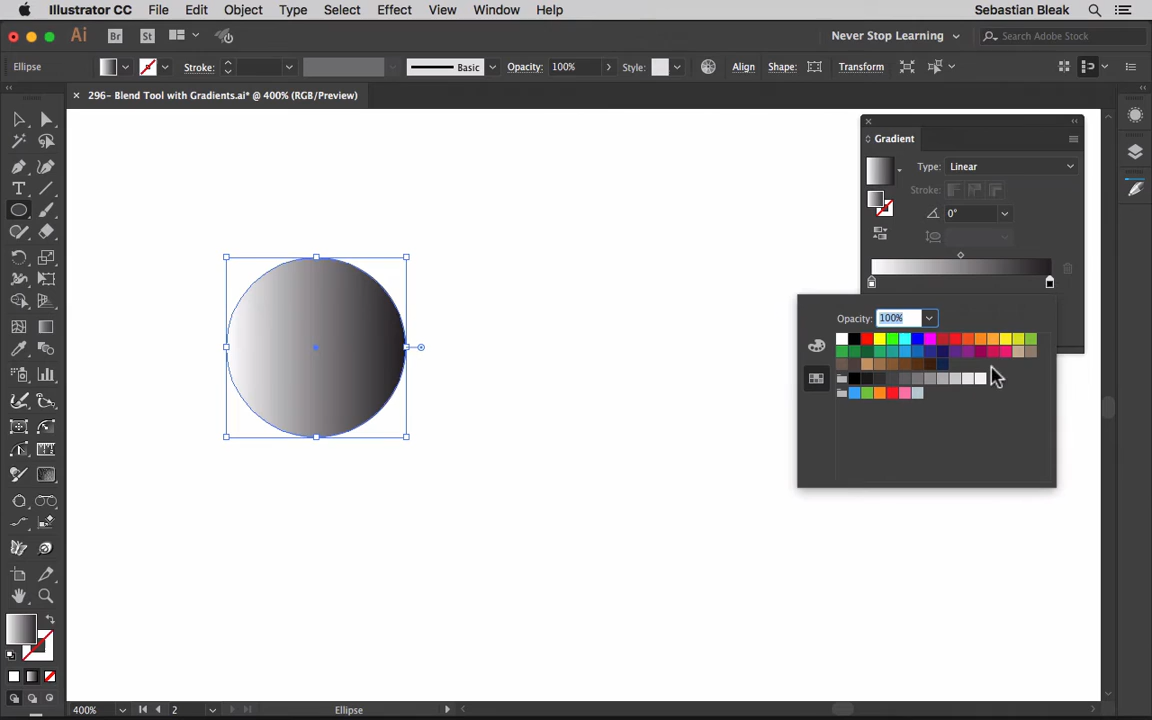 Illustrator CC File Edit Object Type Select Effect View Window Help Sebastian Bleak
Ai Br St Never Stop Learning Search Adobe Stock
Ellipse Stroke: Basic Opacity: 100% Style: Align Shape: Transform
296- Blend Tool with Gradients.ai* @ 400% (RGB/Preview)
Gradient
Type: Linear
Stroke:
0°
Opacity: 100%
400% 2 Ellipse